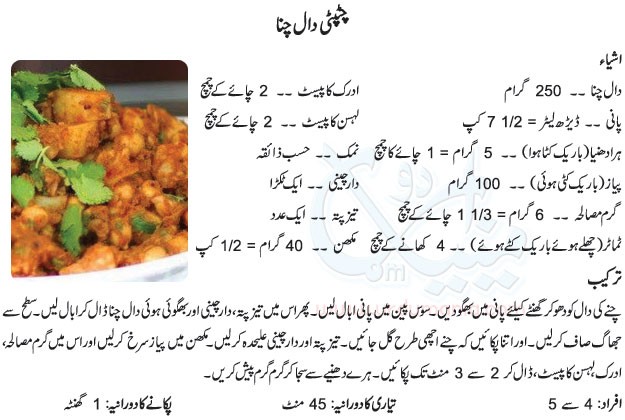 چٹپٹی دال چنا
اشیاء
دال چنا ۔۔ 250 گرام
ادرک کا پیسٹ ۔۔ 2 چائے کے چمچ
پانی ۔۔ ڈیڑھ لیٹر = 1/2 7 کپ
لہسن کا پیسٹ ۔۔ 2 چائے کے چمچ
ہرا دھنیا (باریک کٹا ہوا) ۔۔ 5 گرام = 1 چائے کا چمچ
نمک ۔۔ حسب ذائقہ
پیاز (باریک کٹی ہوئی) ۔۔ 100 گرام
دار چینی ۔۔ ایک ٹکڑا
گرم مصالحہ ۔۔ 6 گرام = 1/3 1 چائے کے چمچ
تیز پتہ ۔۔ ایک عدد
ٹماٹر (چھلے ہوئے باریک کٹے ہوئے) ۔۔ 4 کھانے کے چمچ
مکھن ۔۔ 40 گرام = 1/2 کپ
ترکیب
چنے کی دال کو دھو کر گھنٹے کیلئے پانی میں بھگو دیں۔ سوس پین میں پانی ابال لیں۔ پھر اس میں تیز پتہ، دار چینی اور بھگوئی ہوئی دال چنا ڈال کر ابال لیں۔ سطح سے
جھاگ صاف کر لیں۔ اور اتنا پکائیں کہ چنے اچھی طرح گل جائیں۔ تیز پتہ اور دار چینی علیحدہ کر لیں۔ مکھن میں پیاز سرخ کر لیں اور اس میں گرم مصالحہ،
ادرک لہسن کا پیسٹ، ڈال کر 2 سے 3 منٹ تک پکائیں۔ ہرے دھنیے سے سجا کر گرم گرم پیش کریں۔
افراد: 4 سے 5
تیاری کا دورانیہ: 45 منٹ
پکانے کا دورانیہ: 1 گھنٹہ